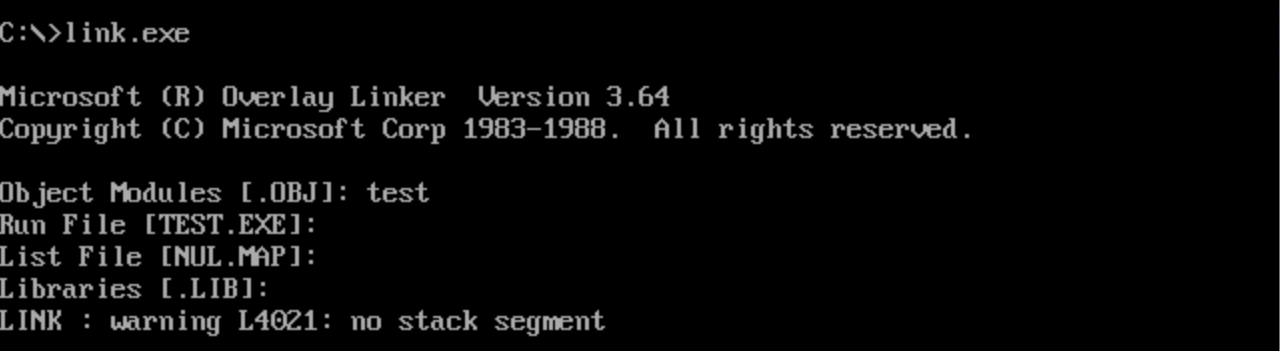 C:\>link.exe
Microsoft (R) Overlay Linker  Version 3.64
Copyright (C) Microsoft Corp 1983-1988.  All rights reserved.
Object Modules [.OBJ]: test
Run File [TEST.EXE]:
List File [NUL.MAP]:
Libraries [.LIB]:
LINK : warning L4021: no stack segment